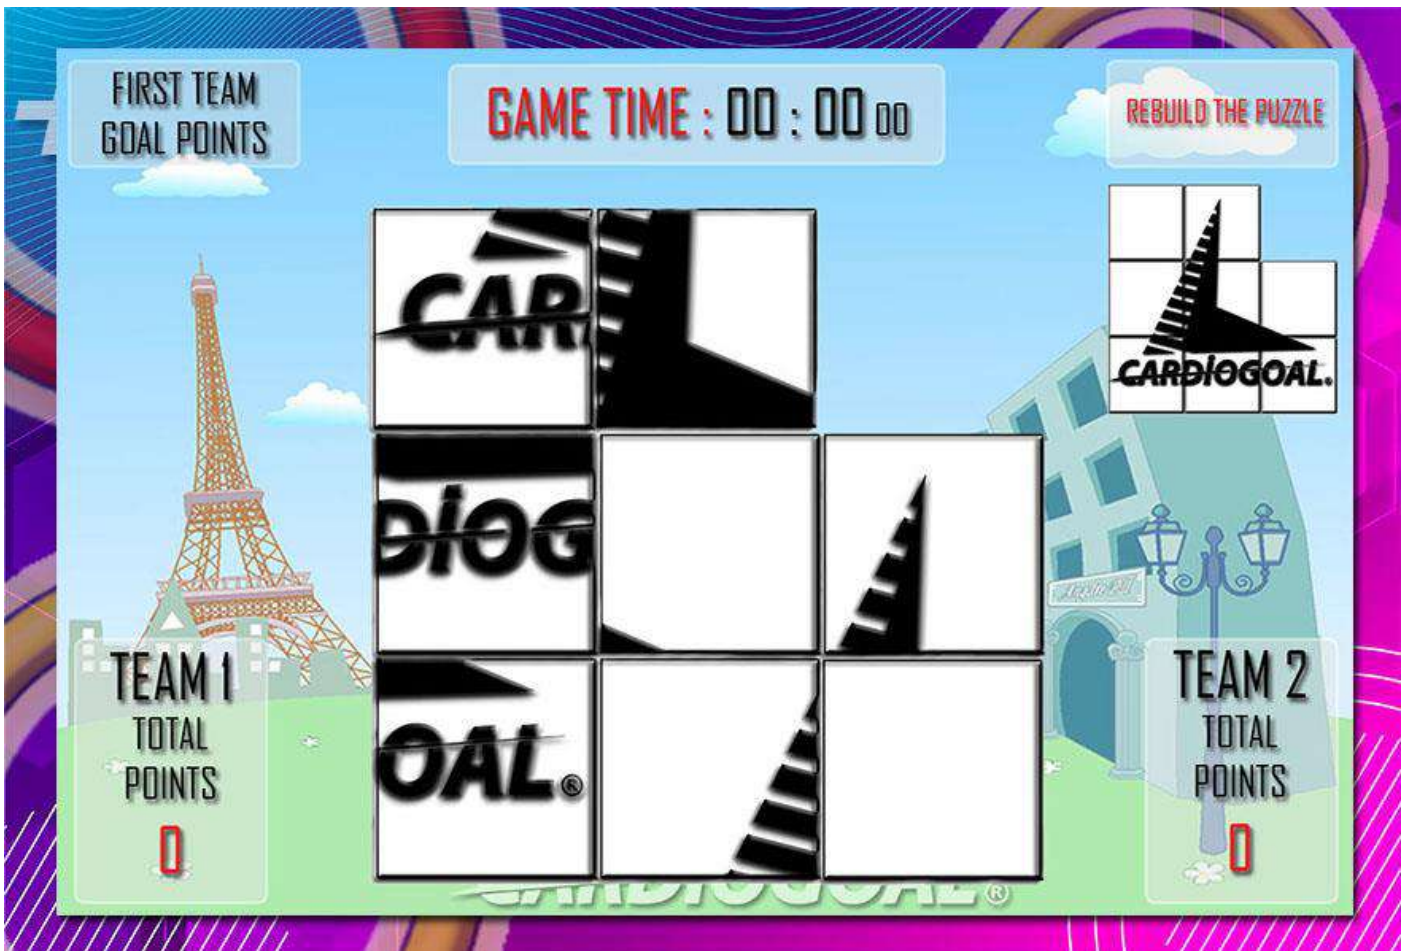 FIRST TEAM
GOAL POINTS
GAME TIME : 00 : 00 00
REBUILD THE PUZZLE
CARDIOGOAL.
CAR
DIOG
OAL.®
TEAM 1
TOTAL
POINTS
0
TEAM 2
TOTAL
POINTS
0
CARDIOGOAL®